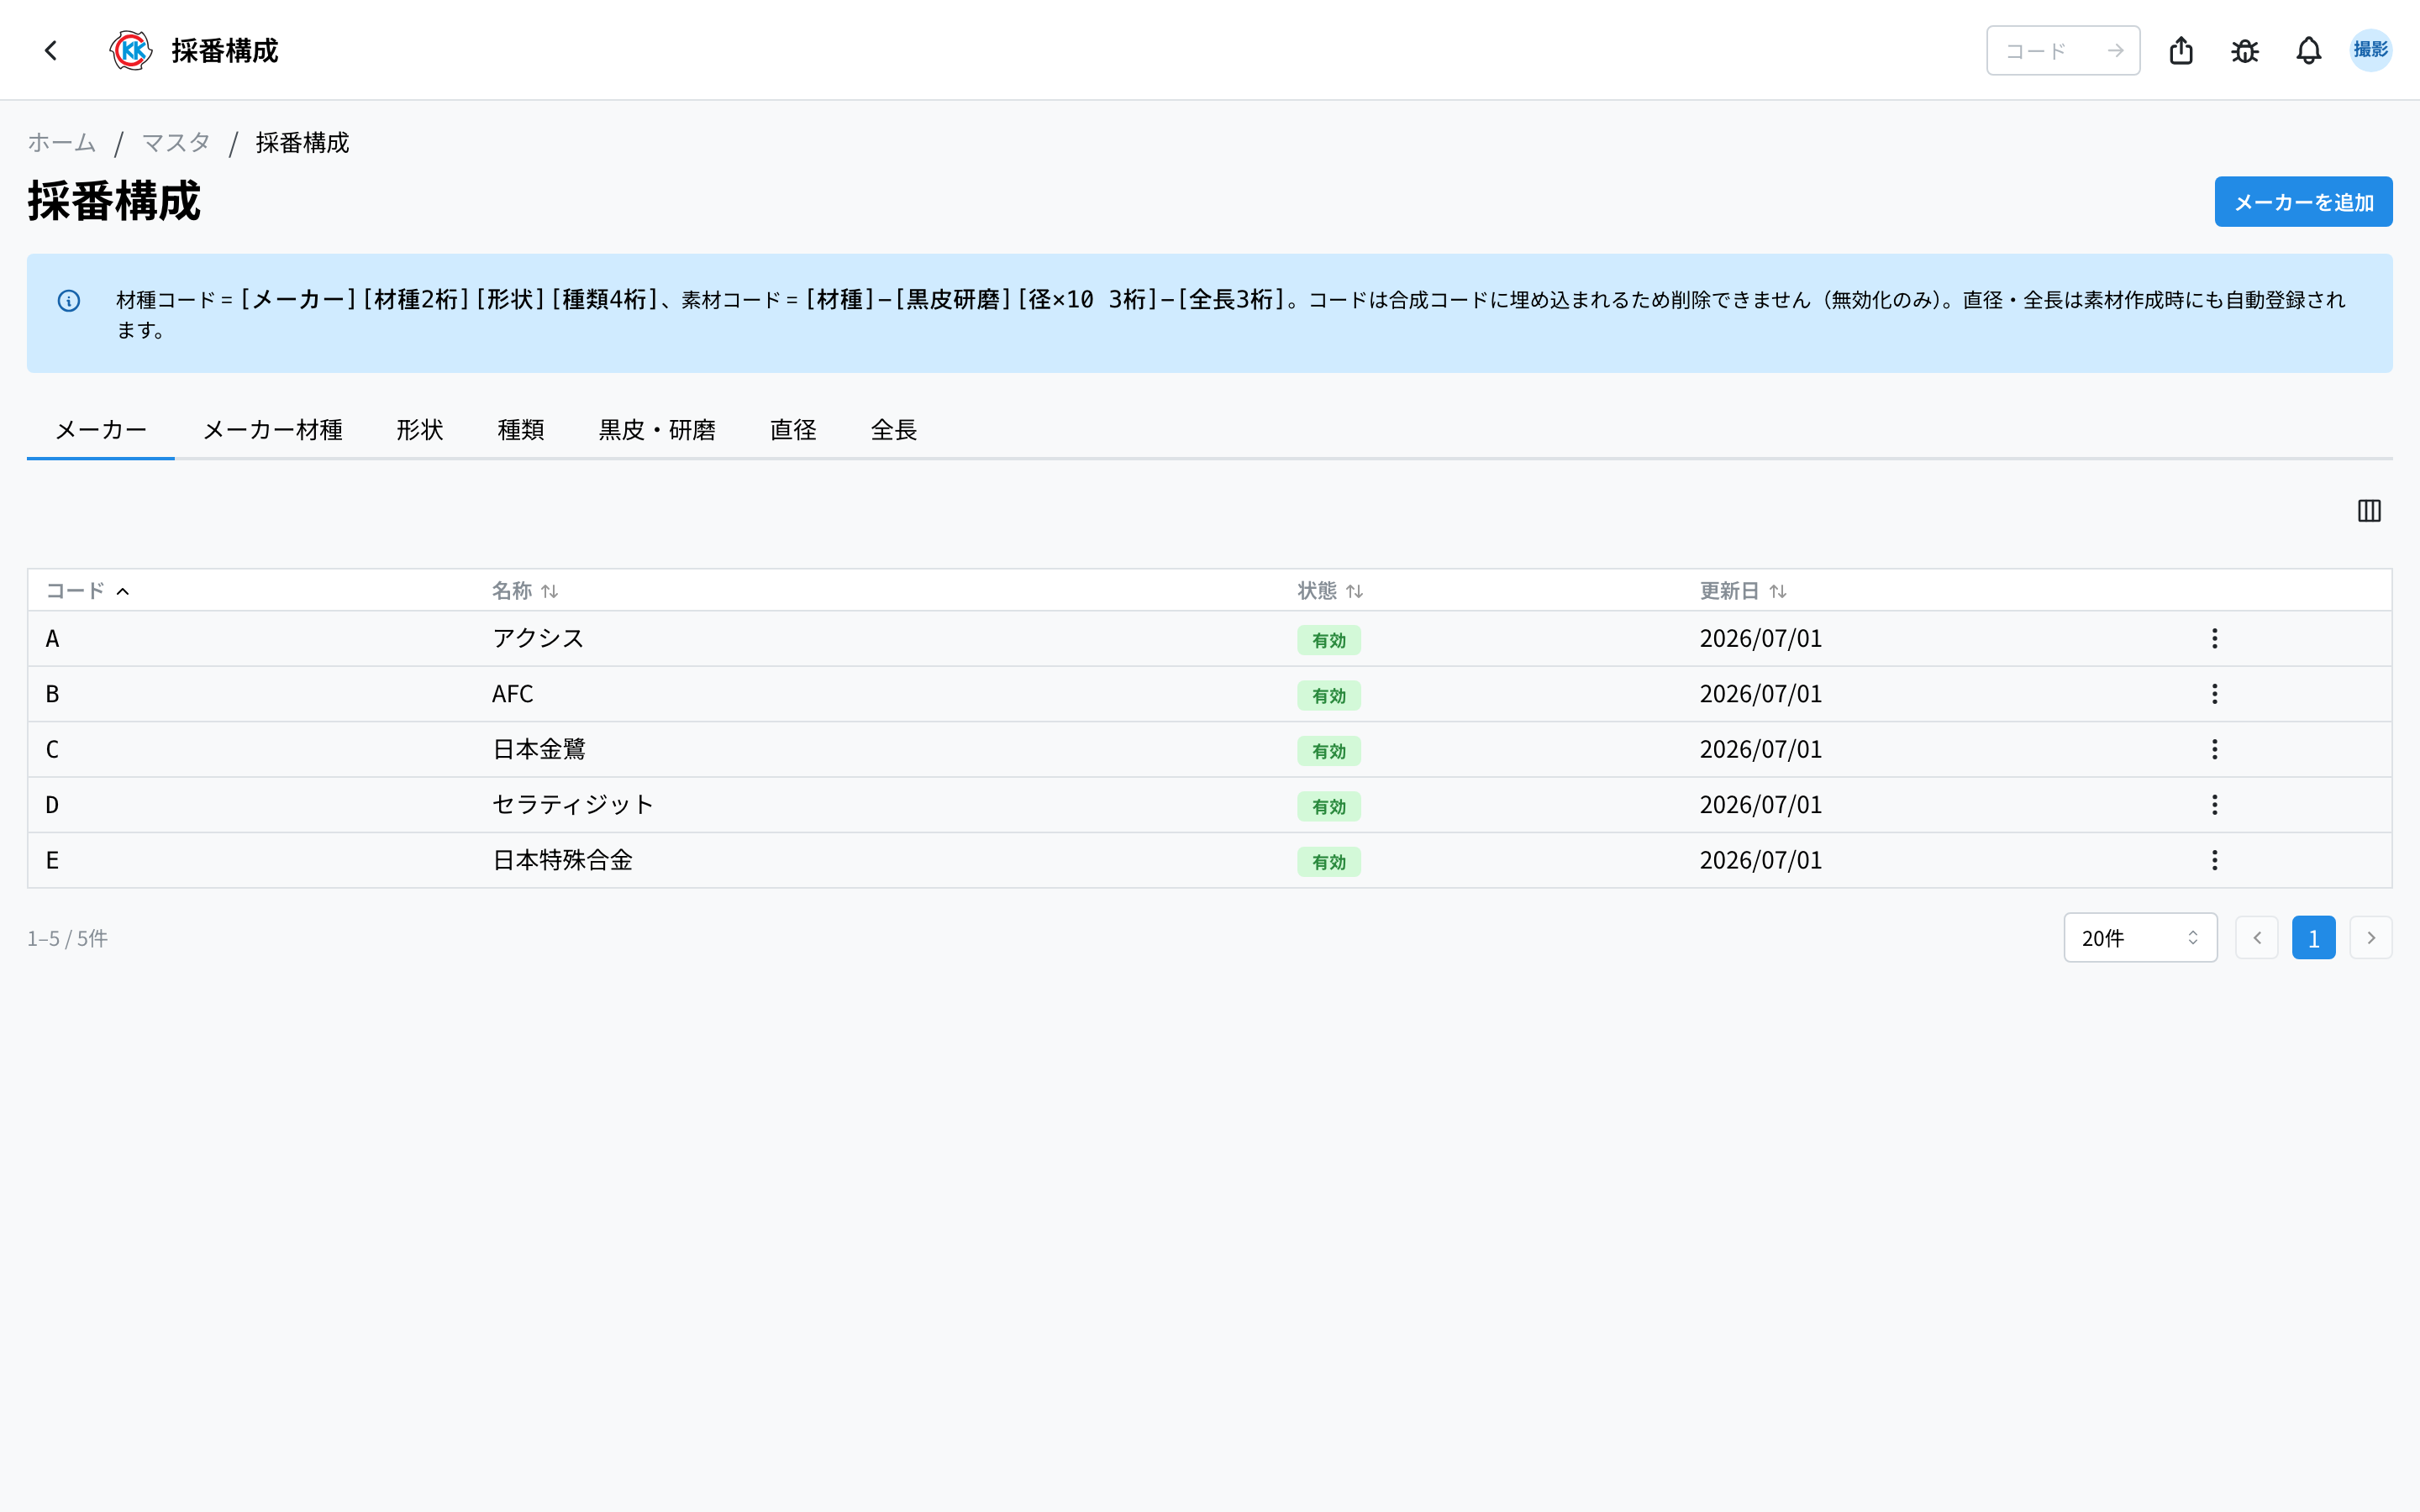 KK 採番構成
コード
撮影
ホーム / マスタ / 採番構成
採番構成
メーカーを追加
材種コード = [メーカー][材種2桁][形状][種類4桁]、素材コード = [材種]-[黒皮研磨][径×10 3桁]-[全長3桁]。コードは合成コードに埋め込まれるため削除できません（無効化のみ）。直径・全長は素材作成時にも自動登録され
ます。
メーカー メーカー材種 形状 種類 黒皮・研磨 直径 全長
コード 名称 状態 更新日
A アクシス 有効 2026/07/01
B AFC 有効 2026/07/01
C 日本金鷺 有効 2026/07/01
D セラティジット 有効 2026/07/01
E 日本特殊合金 有効 2026/07/01
1–5 / 5件
20件
1